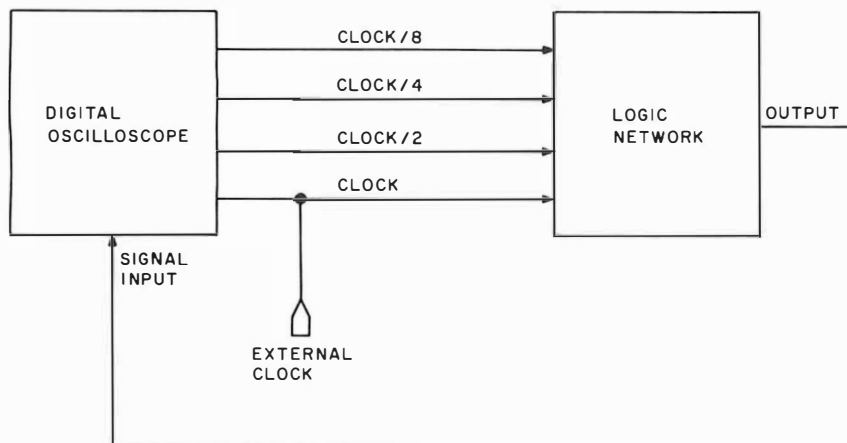 CLOCK/8
CLOCK/4
DIGITAL
OSCILLOSCOPE
CLOCK/2
CLOCK
LOGIC
NETWORK
OUTPUT
SIGNAL
INPUT
EXTERNAL
CLOCK